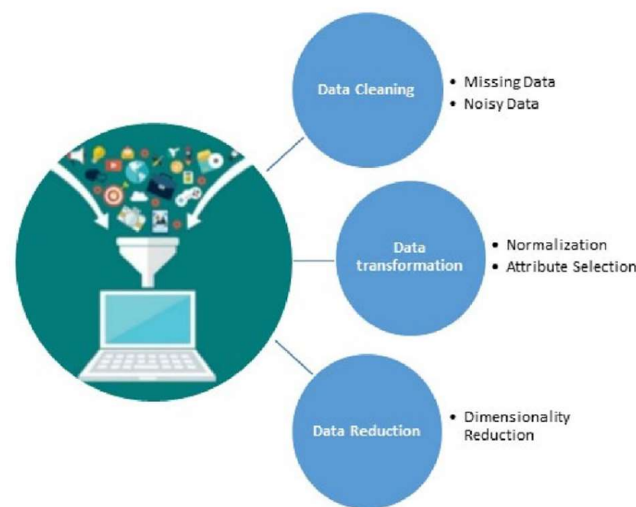 Data Cleaning
• Missing Data
• Noisy Data
Data
transformation
• Normalization
• Attribute Selection
Data Reduction
• Dimensionality
Reduction